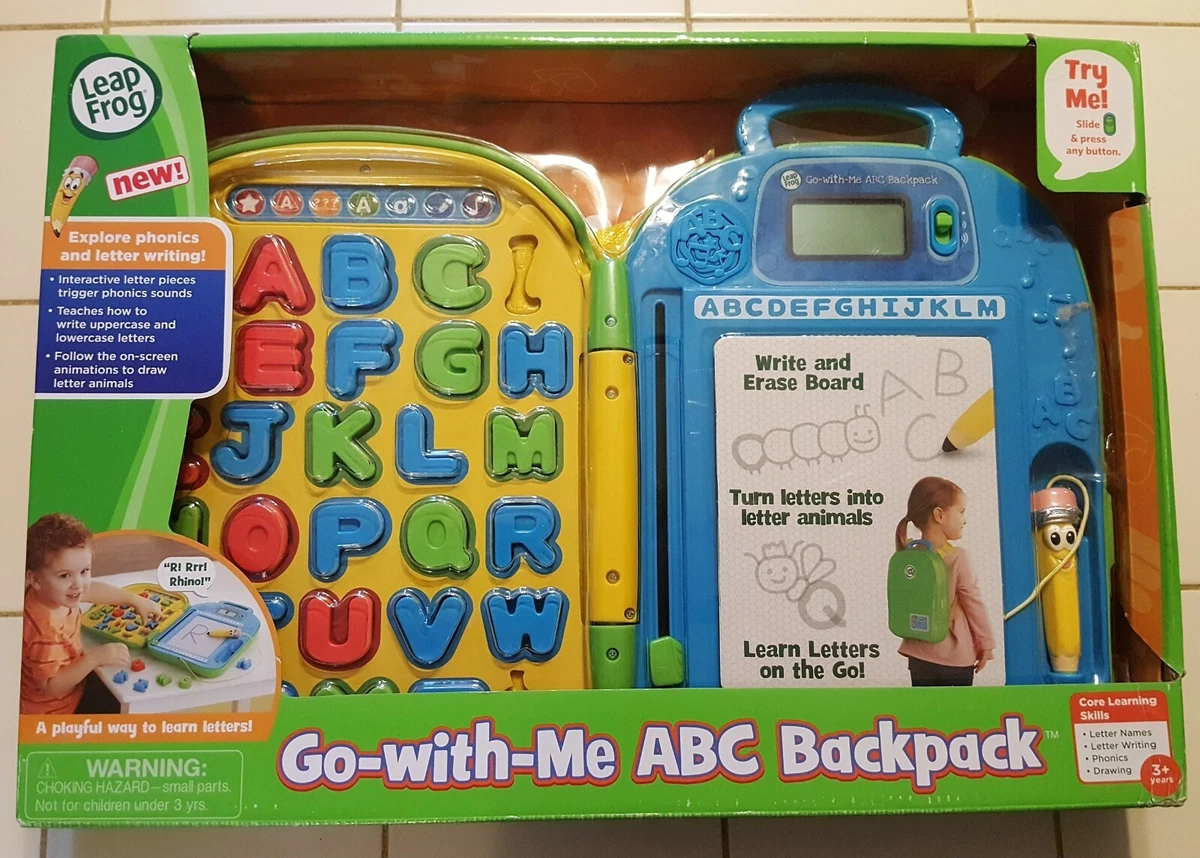 Leap
Frog
new!
Explore phonics
and letter writing!
• Interactive letter pieces
trigger phonics sounds
• Teaches how to
write uppercase and
lowercase letters
• Follow the on-screen
animations to draw
letter animals
A ??? A a
A B C
E F G H
J K L M
O P Q R
U V W
"R! Rrr!
Rhino!"
R
A playful way to learn letters!
WARNING:
CHOKING HAZARD—small parts.
Not for children under 3 yrs.
Try
Me!
Slide
& press
any button.
Leap
Frog
Go-with-Me ABC Backpack
ABC
ABCDEFGHIJKLM
Write and
Erase Board
A B
C
Turn letters into
letter animals
Q
Learn Letters
on the Go!
B
A C
Go-with-Me ABC Backpack™
Core Learning
Skills
• Letter Names
• Letter Writing
• Phonics
• Drawing
3+
years